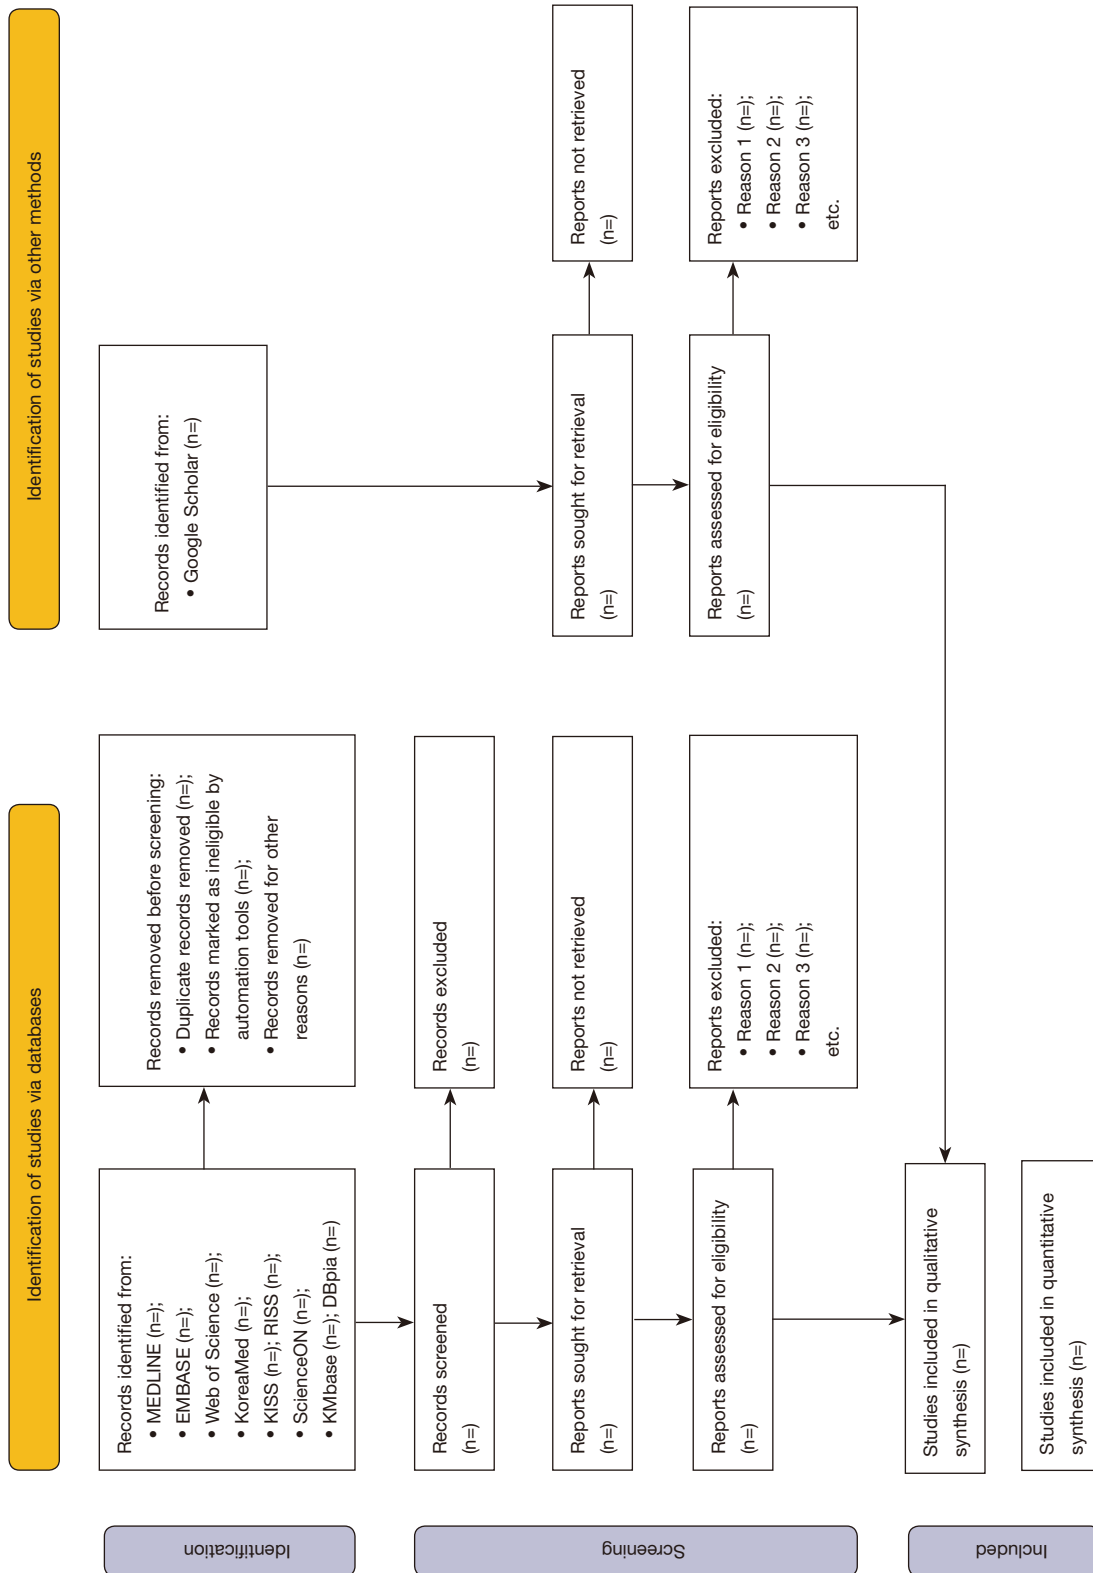 Identification of studies via databases
Identification of studies via other methods
Identification
Records identified from:
• MEDLINE (n=);
• EMBASE (n=);
• Web of Science (n=);
• KoreaMed (n=);
• KISS (n=); RISS (n=);
• ScienceON (n=);
• KMbase (n=); DBpia (n=)
Records removed before screening:
• Duplicate records removed (n=);
• Records marked as ineligible by
automation tools (n=);
• Records removed for other
reasons (n=)
Records identified from:
• Google Scholar (n=)
Screening
Records screened
(n=)
Records excluded
(n=)
Reports sought for retrieval
(n=)
Reports not retrieved
(n=)
Reports sought for retrieval
(n=)
Reports not retrieved
(n=)
Reports assessed for eligibility
(n=)
Reports excluded:
• Reason 1 (n=);
• Reason 2 (n=);
• Reason 3 (n=);
etc.
Reports assessed for eligibility
(n=)
Reports excluded:
• Reason 1 (n=);
• Reason 2 (n=);
• Reason 3 (n=);
etc.
Included
Studies included in qualitative
synthesis (n=)
Studies included in quantitative
synthesis (n=)